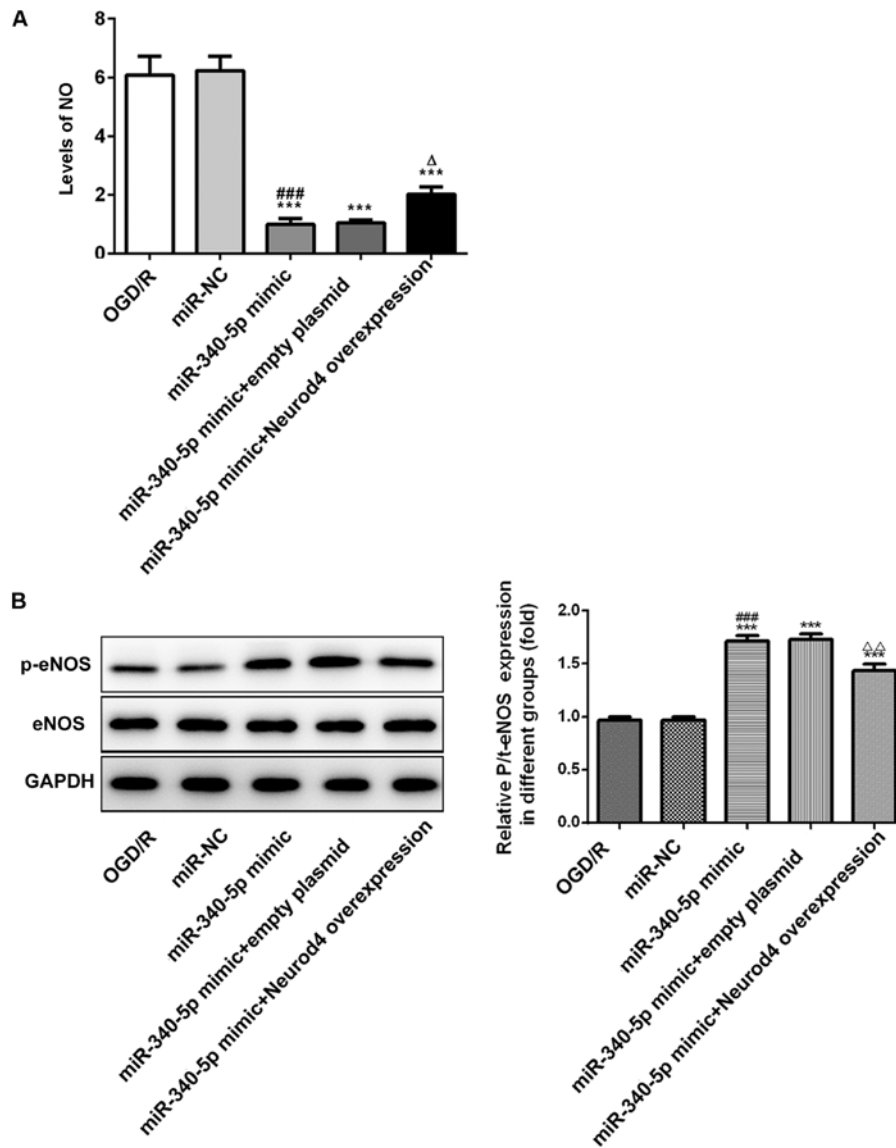 A
Levels of NO
8
6
4
2
0
###
***
***
Δ
***
OGD/R
miR-NC
miR-340-5p mimic
miR-340-5p mimic+empty plasmid
miR-340-5p mimic+Neurod4 overexpression
B
p-eNOS
eNOS
GAPDH
OGD/R
miR-NC
miR-340-5p mimic
miR-340-5p mimic+empty plasmid
miR-340-5p mimic+Neurod4 overexpression
Relative P/t-eNOS expression
in different groups (fold)
2.0
1.5
1.0
0.5
0.0
###
***
***
ΔΔ
***
OGD/R
miR-NC
miR-340-5p mimic
miR-340-5p mimic+empty plasmid
miR-340-5p mimic+Neurod4 overexpression